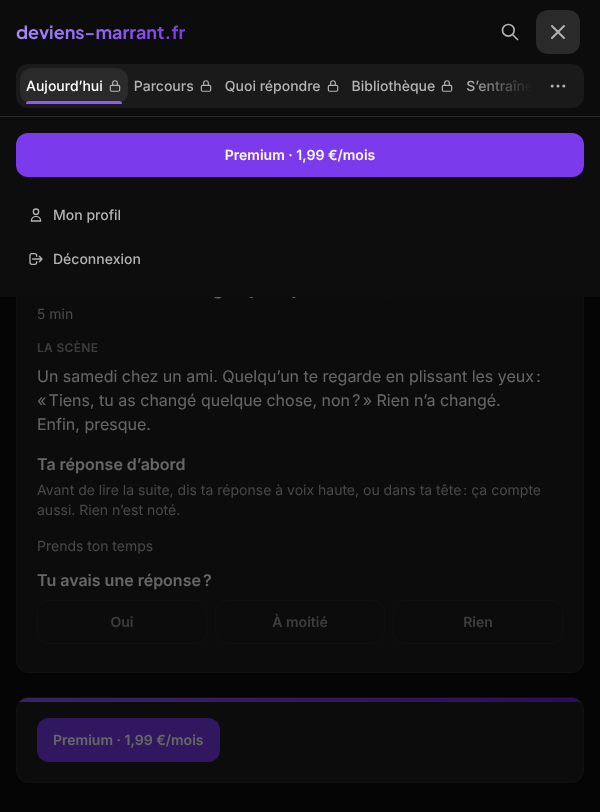 deviens-marrant.fr
Aujourd’hui Parcours Quoi répondre Bibliothèque S’entraîne
Premium · 1,99 €/mois
Mon profil
Déconnexion
5 min
LA SCÈNE
Un samedi chez un ami. Quelqu’un te regarde en plissant les yeux :
« Tiens, tu as changé quelque chose, non ? » Rien n’a changé.
Enfin, presque.
Ta réponse d’abord
Avant de lire la suite, dis ta réponse à voix haute, ou dans ta tête : ça compte
aussi. Rien n’est noté.
Prends ton temps
Tu avais une réponse ?
Oui À moitié Rien
Premium · 1,99 €/mois